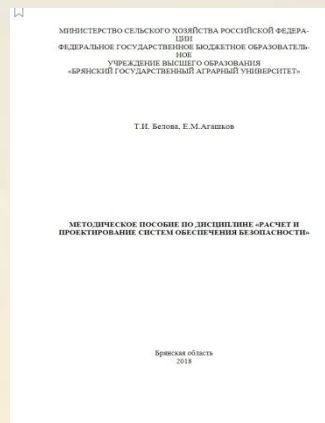 МИНИСТЕРСТВО СЕЛЬСКОГО ХОЗЯЙСТВА РОССИЙСКОЙ ФЕДЕРА-
ЦИИ
ФЕДЕРАЛЬНОЕ ГОСУДАРСТВЕННОЕ БЮДЖЕТНОЕ ОБРАЗОВАТЕЛЬ-
НОЕ
УЧРЕЖДЕНИЕ ВЫСШЕГО ОБРАЗОВАНИЯ
«БРЯНСКИЙ ГОСУДАРСТВЕННЫЙ АГРАРНЫЙ УНИВЕРСИТЕТ»
Т.И. Белова, Е.М.Агашков
МЕТОДИЧЕСКОЕ ПОСОБИЕ ПО ДИСЦИПЛИНЕ «РАСЧЕТ И
ПРОЕКТИРОВАНИЕ СИСТЕМ ОБЕСПЕЧЕНИЯ БЕЗОПАСНОСТИ»
Брянская область
2018